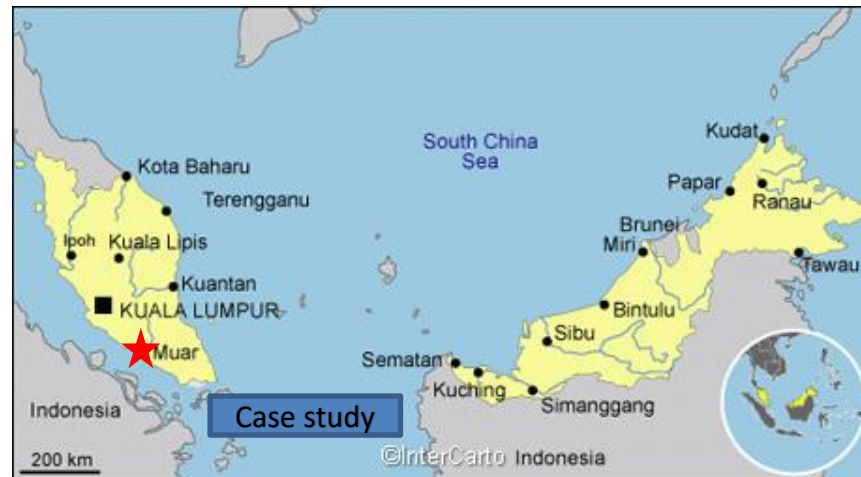 South China
Sea
Kudat
Kota Baharu
Papar
Ranau
Terengganu
Brunei
Miri
Ipoh
Kuala Lipis
Tawau
Kuantan
KUALA LUMPUR
Bintulu
Sibu
Muar
Sematan
Kuching
Simanggang
Indonesia
Case study
200 km
©InterCarto
Indonesia